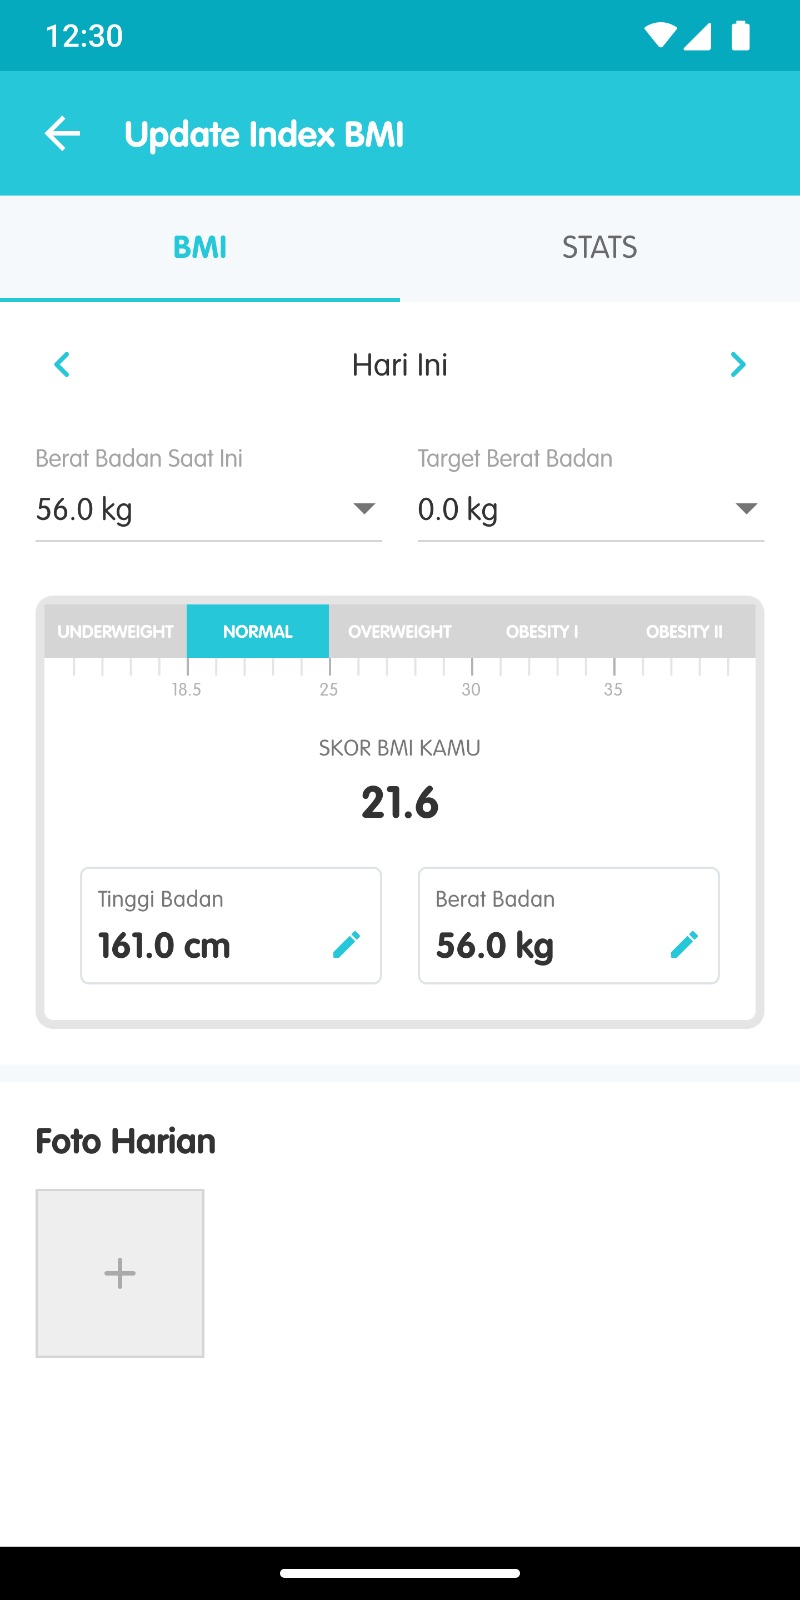 12:30
Update Index BMI
BMI STATS
Hari Ini
Berat Badan Saat Ini Target Berat Badan
56.0 kg 0.0 kg
UNDERWEIGHT NORMAL OVERWEIGHT OBESITY I OBESITY II
18.5 25 30 35
SKOR BMI KAMU
21.6
Tinggi Badan Berat Badan
161.0 cm 56.0 kg
Foto Harian